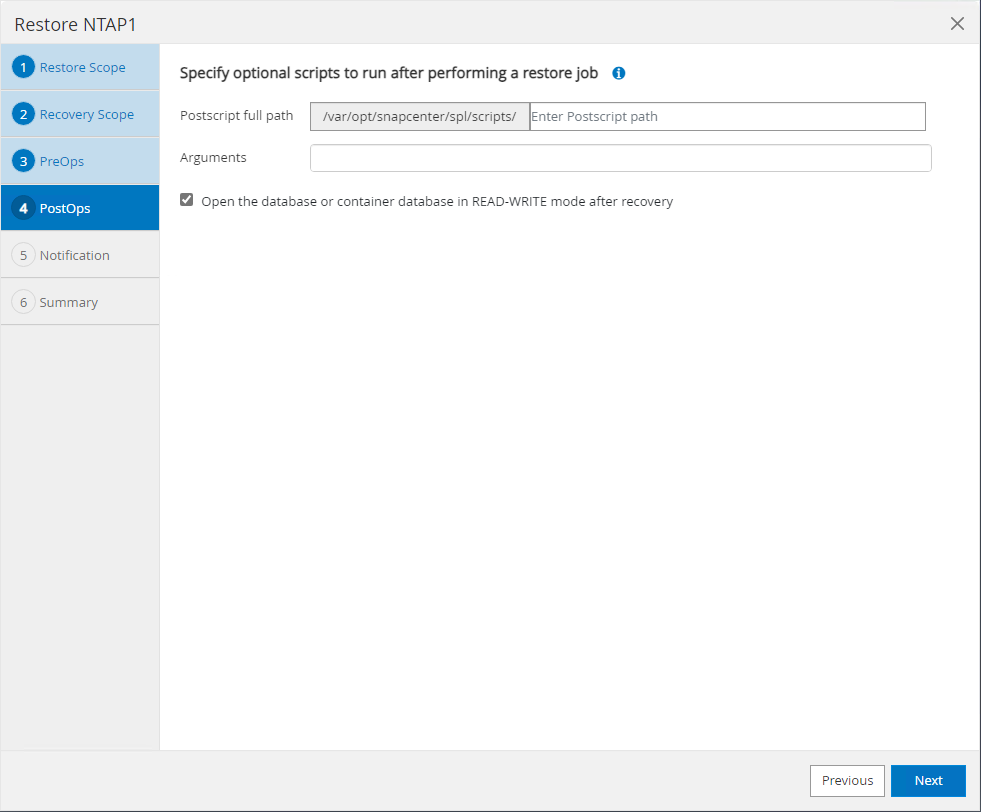 Restore NTAP1
1 Restore Scope
2 Recovery Scope
3 PreOps
4 PostOps
5 Notification
6 Summary
Specify optional scripts to run after performing a restore job
Postscript full path /var/opt/snapcenter/spl/scripts/ Enter Postscript path
Arguments
Open the database or container database in READ-WRITE mode after recovery
Previous Next